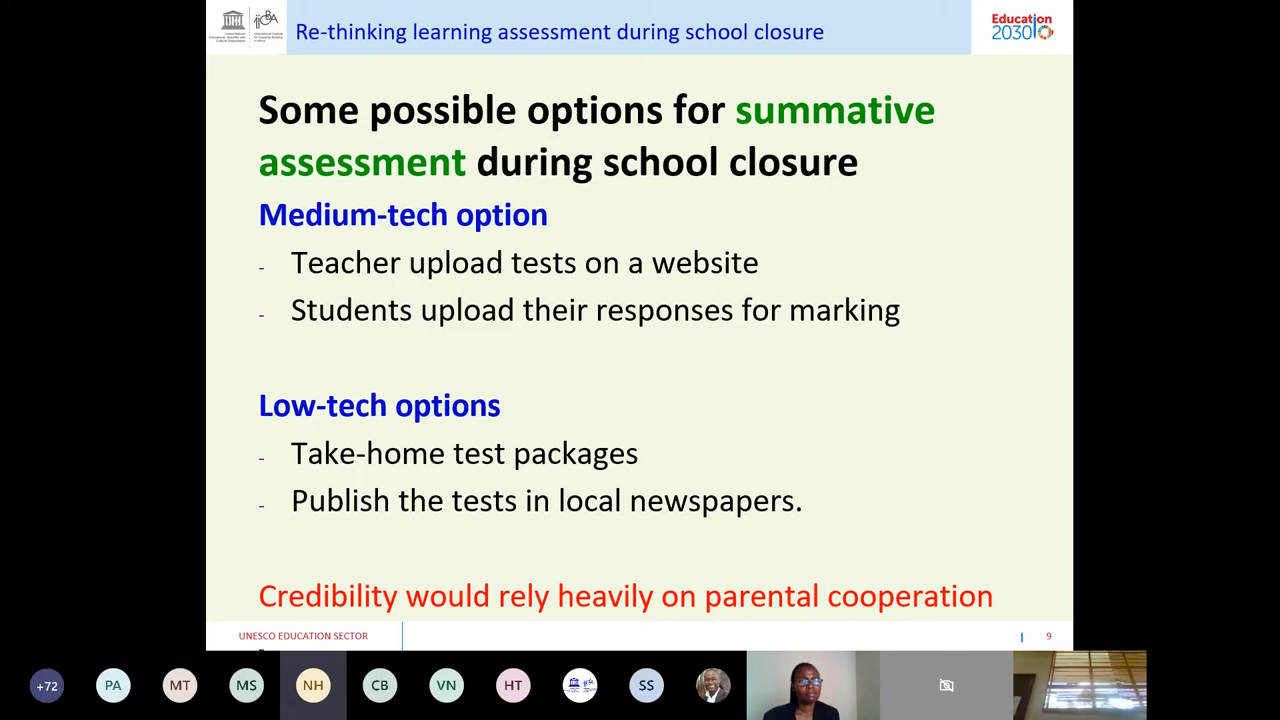 Re-thinking learning assessment during school closure
Education
2030
Some possible options for summative
assessment during school closure
Medium-tech option
- Teacher upload tests on a website
- Students upload their responses for marking
Low-tech options
- Take-home test packages
- Publish the tests in local newspapers.
Credibility would rely heavily on parental cooperation
UNESCO EDUCATION SECTOR
9
+72
PA
MT
MS
NH
CB
VN
HT
SS